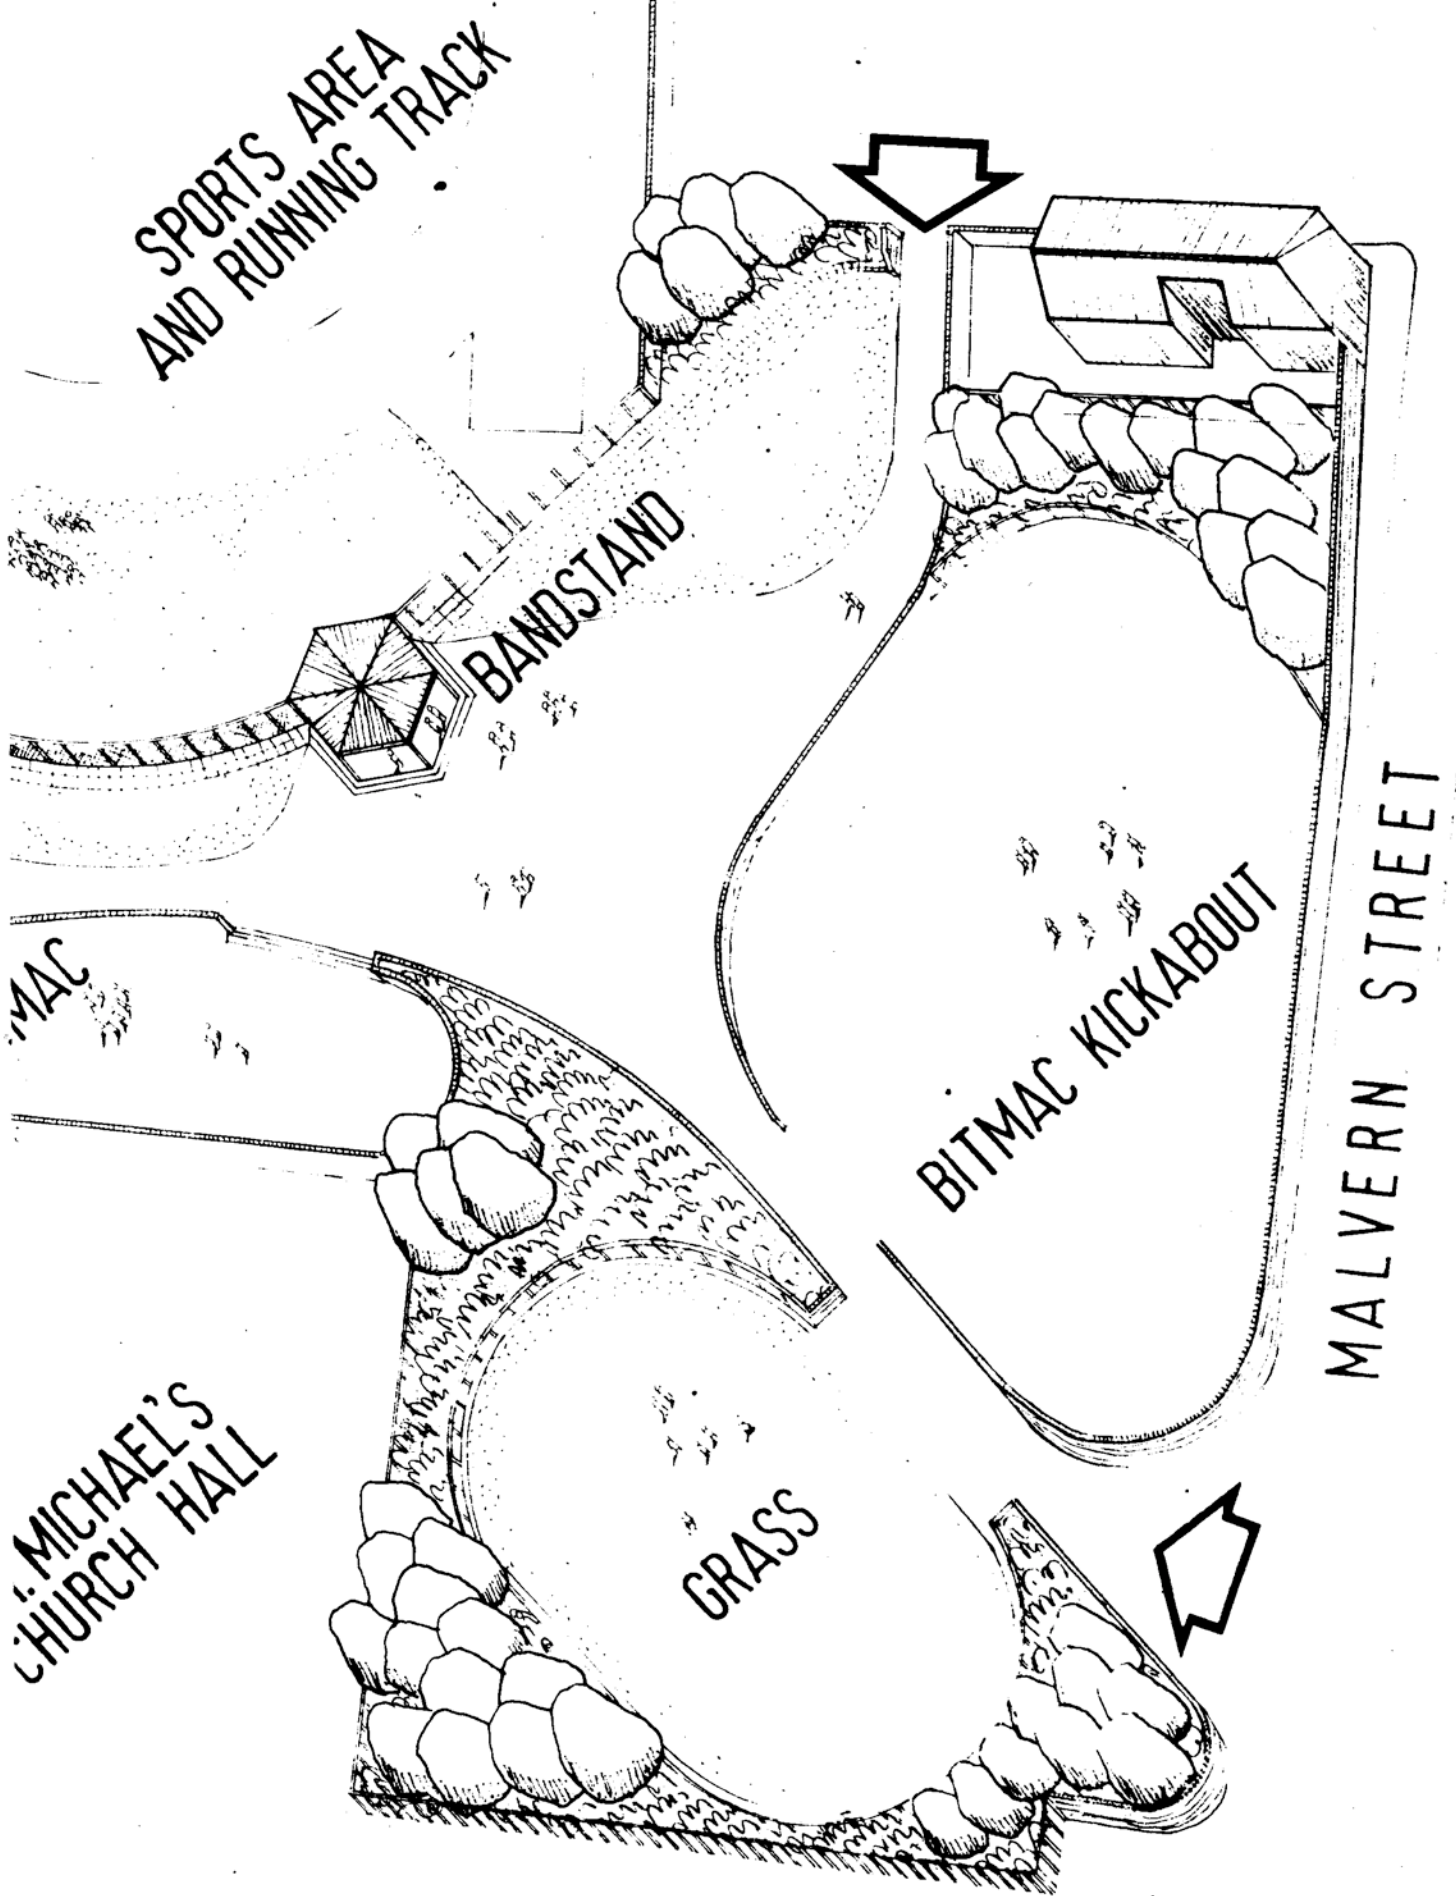 SPORTS AREA
AND RUNNING TRACK
BANDSTAND
MAC
BITMAC KICKABOUT
MALVERN STREET
MICHAEL'S
CHURCH HALL
GRASS